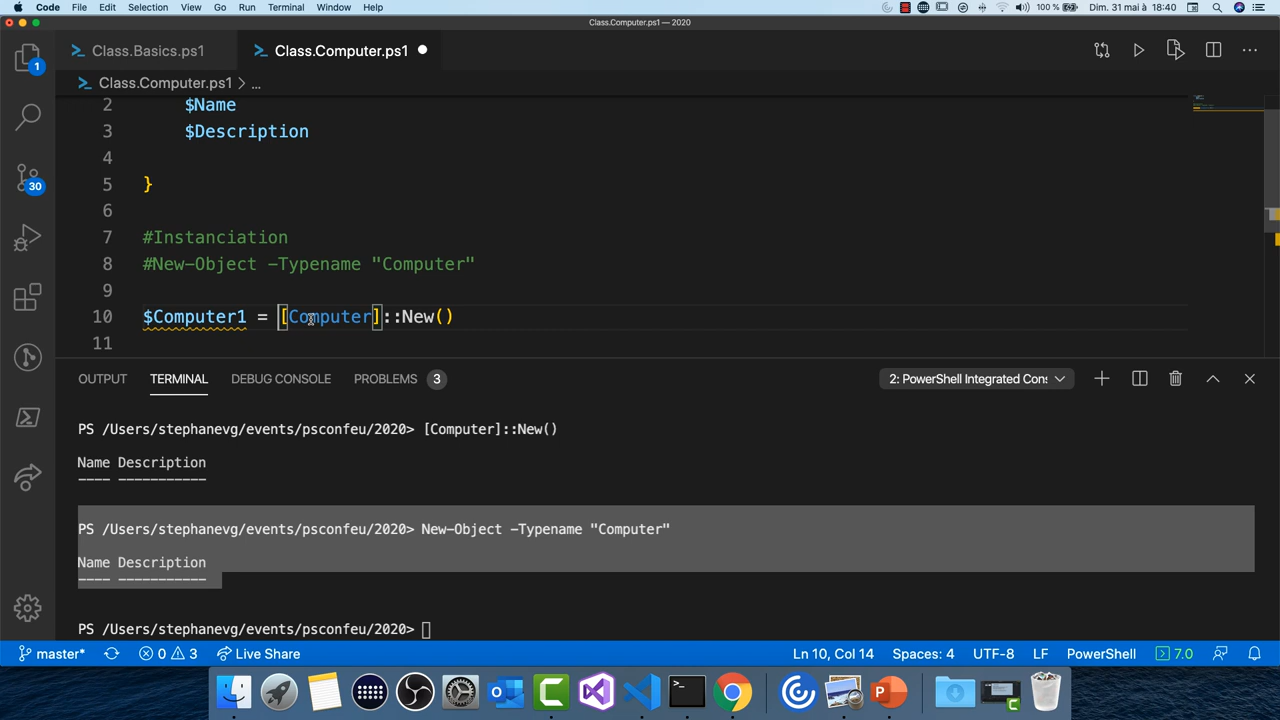 Code File Edit Selection View Go Run Terminal Window Help 100 % Dim. 31 mai à 18:40
Class.Computer.ps1 — 2020
Class.Basics.ps1 Class.Computer.ps1
Class.Computer.ps1 > ...
1
2 $Name
3 $Description
4
5 }
6
30
7 #Instanciation
8 #New-Object -Typename "Computer"
9
10 $Computer1 = [Computer]::New()
11
OUTPUT TERMINAL DEBUG CONSOLE PROBLEMS 3 2: PowerShell Integrated Cons
PS /Users/stephanevg/events/psconfeu/2020> [Computer]::New()
Name Description
---- -----------
PS /Users/stephanevg/events/psconfeu/2020> New-Object -Typename "Computer"
Name Description
---- -----------
PS /Users/stephanevg/events/psconfeu/2020>
master* 0 3 Live Share Ln 10, Col 14 Spaces: 4 UTF-8 LF PowerShell 7.0